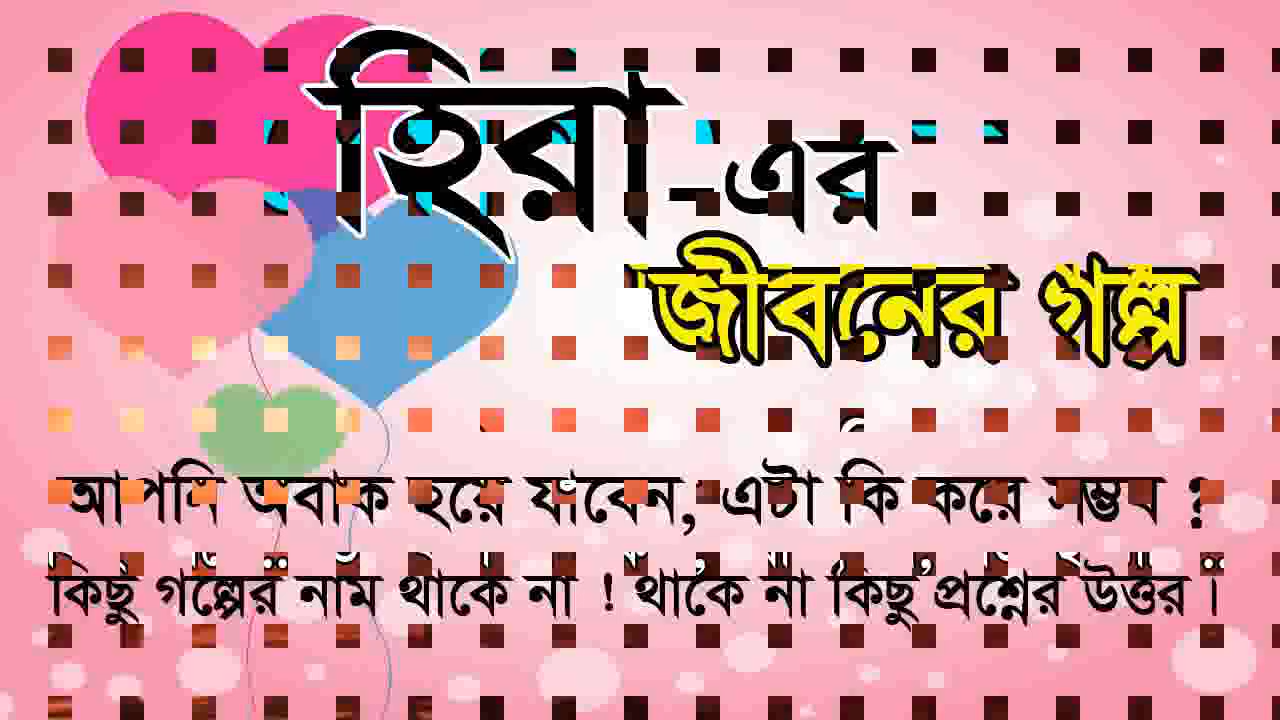 হিরা-এর
জীবনের গল্প
আপনি অবাক হয়ে যাবেন, এটা কি করে সম্ভব ?
কিছু গল্পের নাম থাকে না ! থাকে না কিছু প্রশ্নের উত্তর।